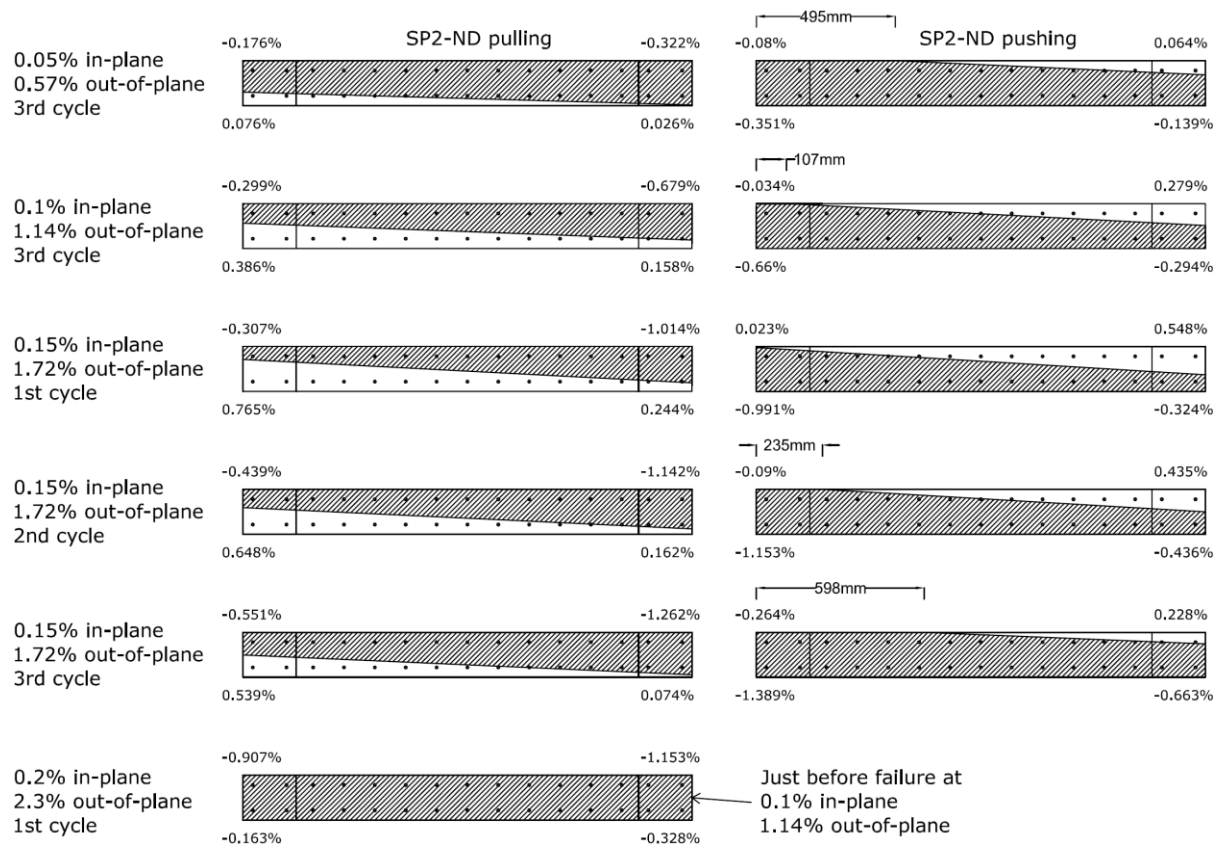 SP2-ND pulling
SP2-ND pushing
0.05% in-plane
0.57% out-of-plane
3rd cycle
-0.176%
-0.322%
0.076%
0.026%
495mm
-0.08%
0.064%
-0.351%
-0.139%
0.1% in-plane
1.14% out-of-plane
3rd cycle
-0.299%
-0.679%
0.386%
0.158%
107mm
-0.034%
0.279%
-0.66%
-0.294%
0.15% in-plane
1.72% out-of-plane
1st cycle
-0.307%
-1.014%
0.765%
0.244%
0.023%
0.548%
-0.991%
-0.324%
0.15% in-plane
1.72% out-of-plane
2nd cycle
-0.439%
-1.142%
0.648%
0.162%
235mm
-0.09%
0.435%
-1.153%
-0.436%
0.15% in-plane
1.72% out-of-plane
3rd cycle
-0.551%
-1.262%
0.539%
0.074%
598mm
-0.264%
0.228%
-1.389%
-0.663%
0.2% in-plane
2.3% out-of-plane
1st cycle
-0.907%
-1.153%
-0.163%
-0.328%
Just before failure at
0.1% in-plane
1.14% out-of-plane